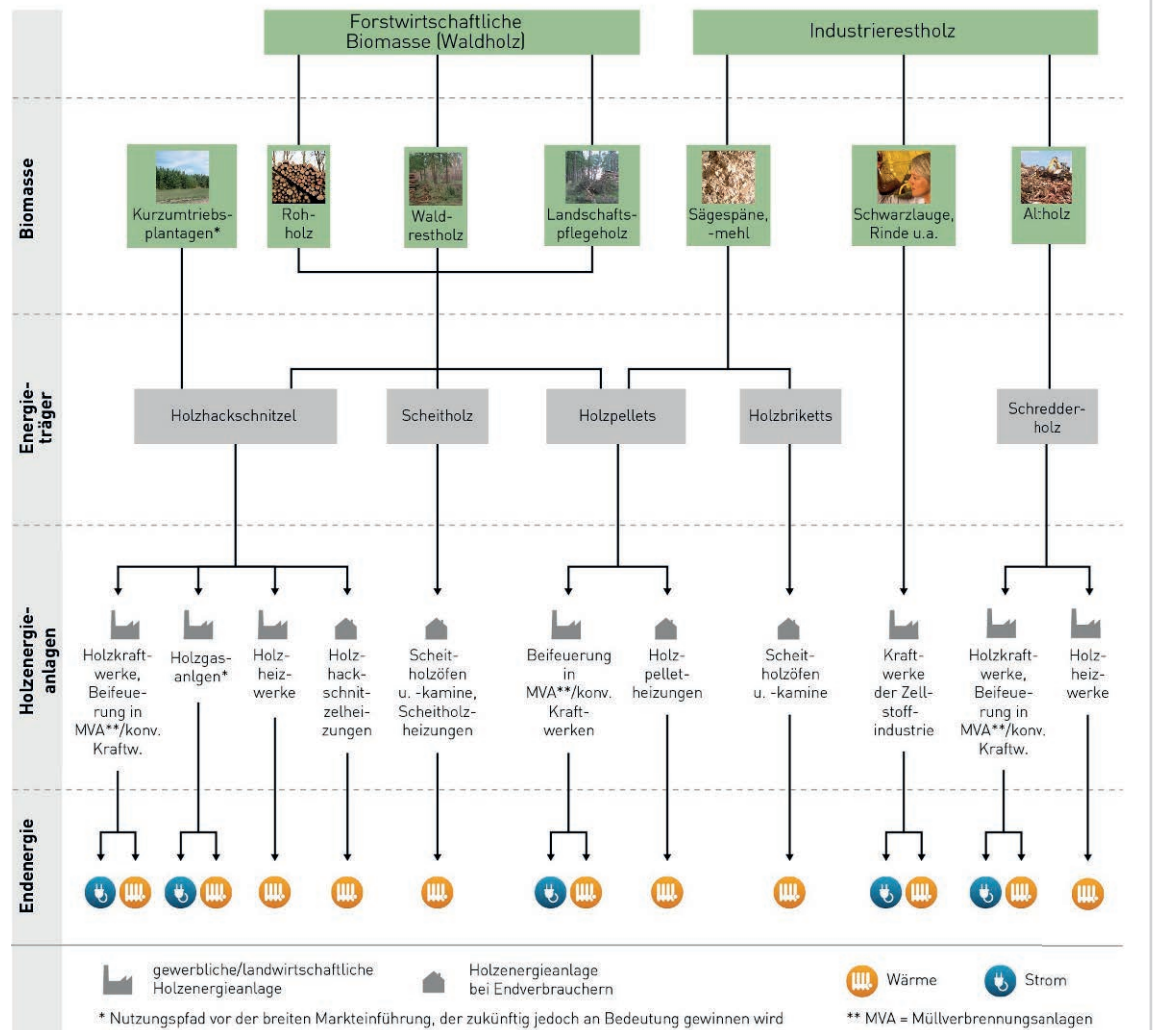 Forstwirtschaftliche
Biomasse (Waldholz)
Industrierestholz
Biomasse
Kurzumtriebs-
plantagen*
Roh-
holz
Wald-
restholz
Landschafts-
pflegeholz
Sägespäne,
-mehl
Schwarzlauge,
Rinde u.a.
Altholz
Energie-
träger
Holzhackschnitzel
Scheitholz
Holzpellets
Holzbriketts
Schredder-
holz
Holzenergie-
anlagen
Holzkraft-
werke,
Beifeue-
rung in
MVA**/konv.
Kraftw.
Holzgas-
anlgen*
Holz-
heiz-
werke
Holz-
hack-
schnit-
zelhei-
zungen
Scheit-
holzöfen
u. -kamine,
Scheitholz-
heizungen
Beifeuerung
in
MVA**/konv.
Kraft-
werken
Holz-
pellet-
heizungen
Scheit-
holzöfen
u. -kamine
Kraft-
werke
der Zell-
stoff-
industrie
Holzkraft-
werke,
Beifeue-
rung in
MVA**/konv.
Kraftw.
Holz-
heiz-
werke
Endenergie
gewerbliche/landwirtschaftliche
Holzenergieanlage
Holzenergieanlage
bei Endverbrauchern
Wärme
Strom
* Nutzungspfad vor der breiten Markteinführung, der zukünftig jedoch an Bedeutung gewinnen wird
** MVA = Müllverbrennungsanlagen